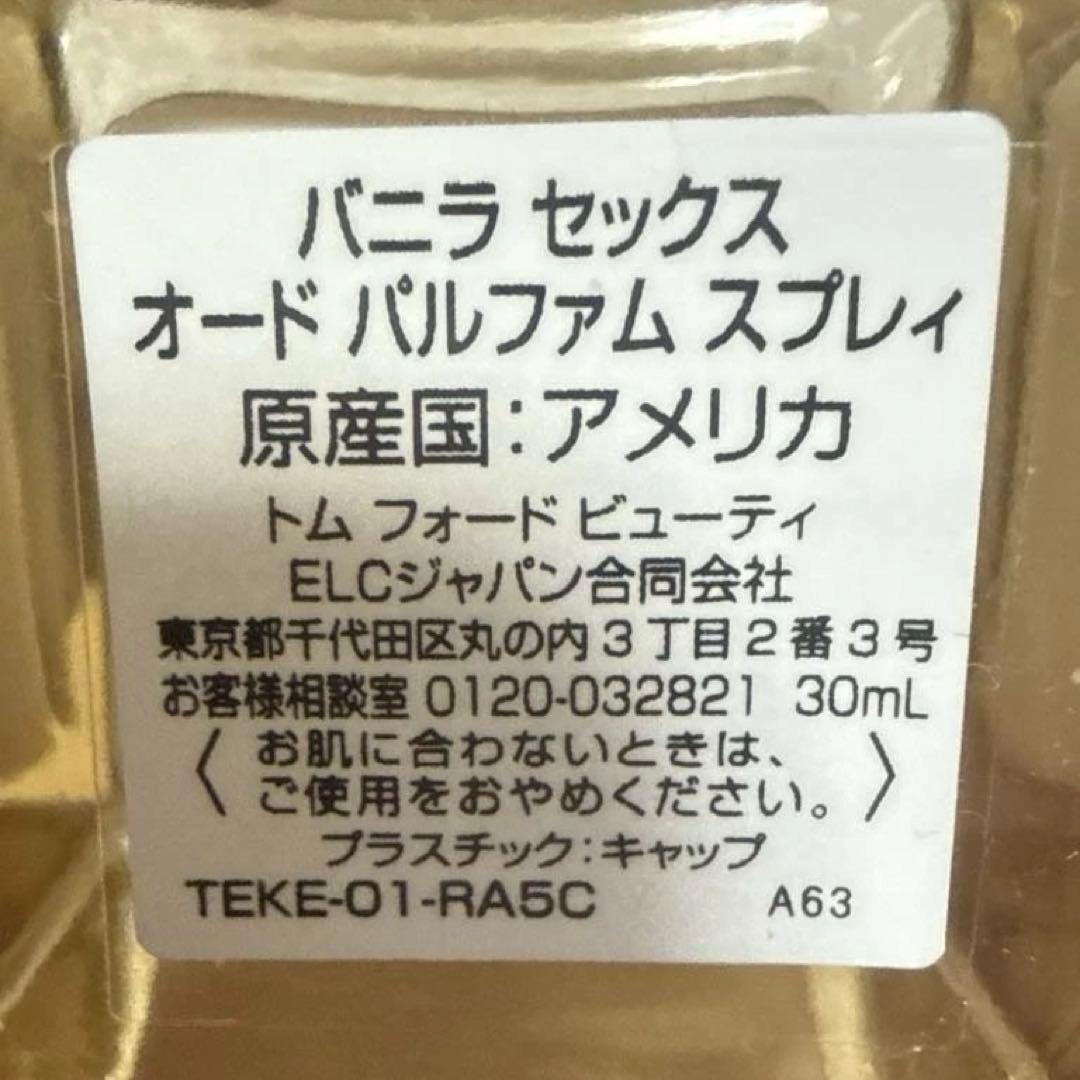 バニラ セックス
オード パルファム スプレィ
原産国:アメリカ
トム フォード ビューティ
ELCジャパン合同会社
東京都千代田区丸の内3丁目2番3号
お客様相談室 0120-032821 30mL
〈お肌に合わないときは、
ご使用をおやめください。〉
プラスチック:キャップ
TEKE-01-RA5C A63